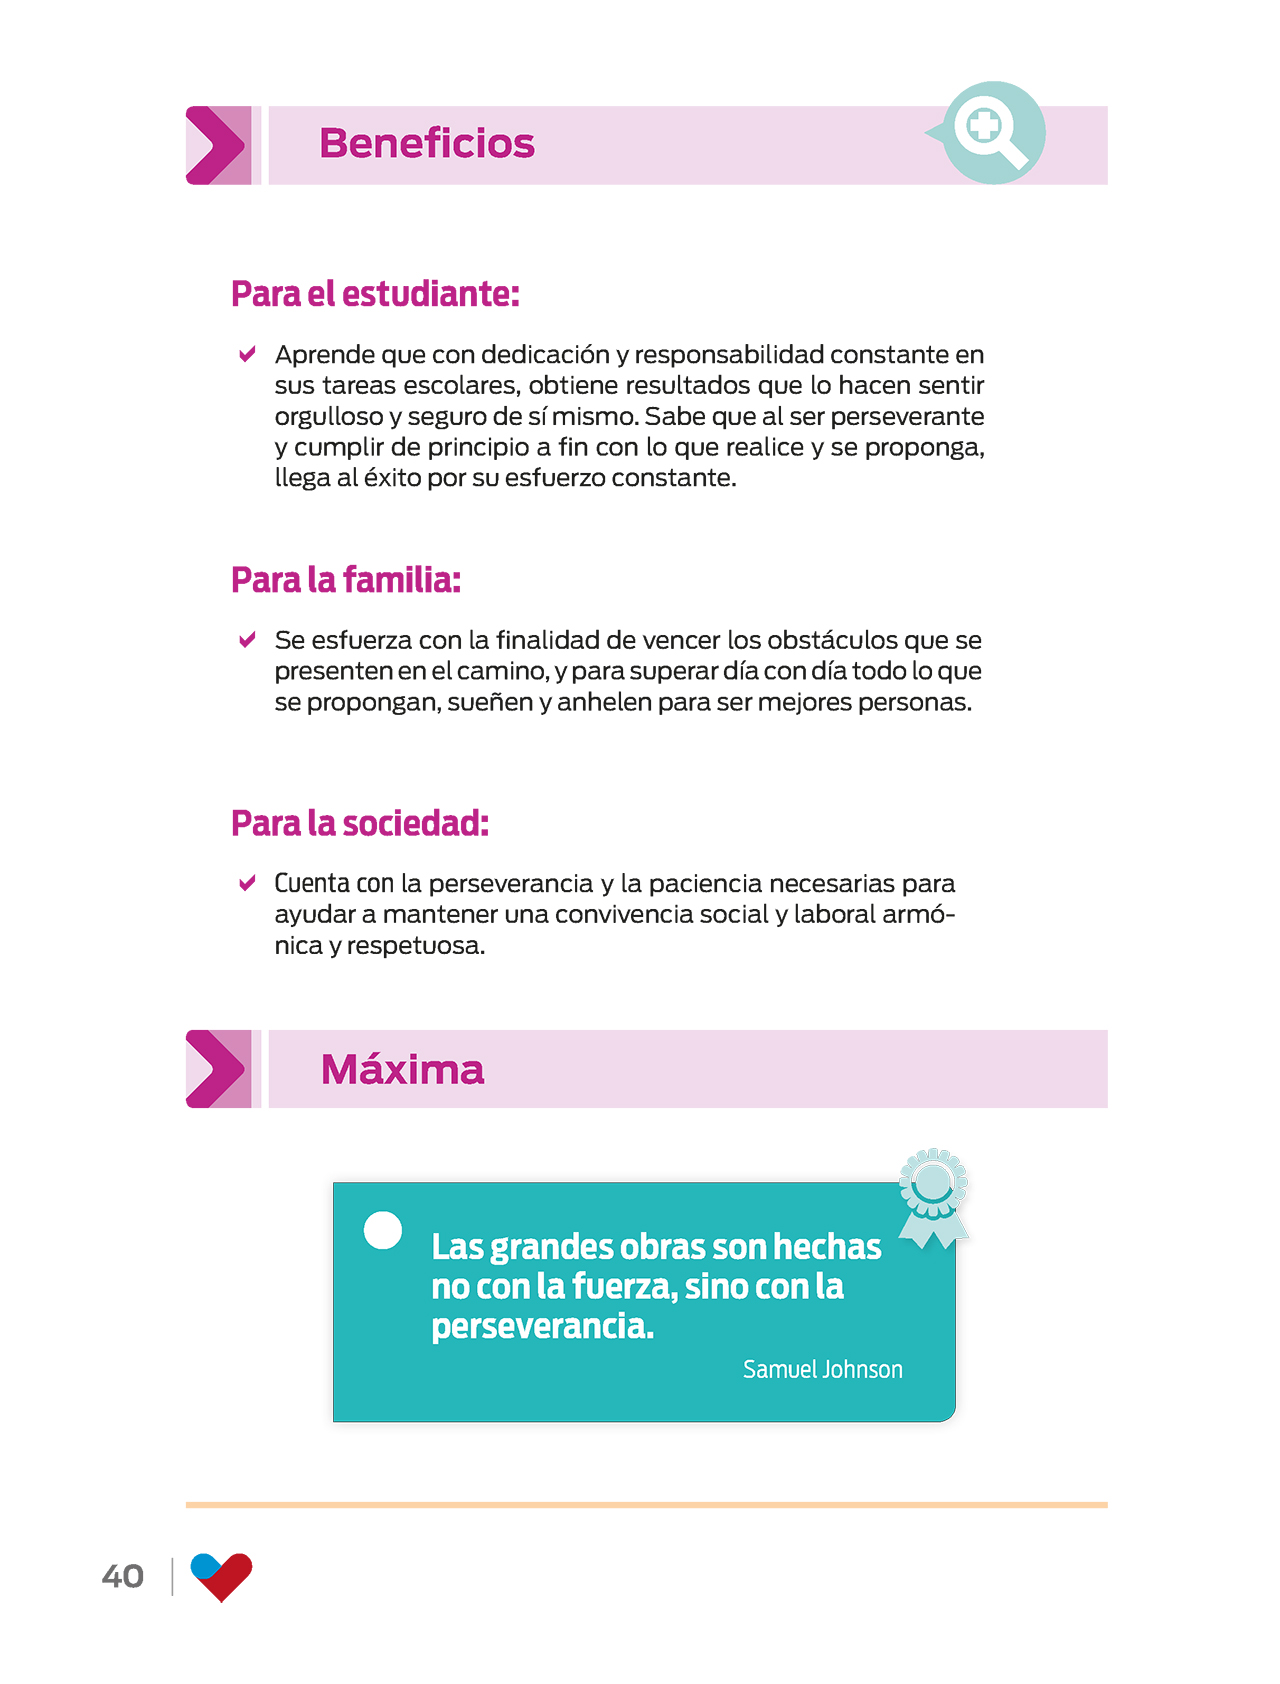 Beneficios
Para el estudiante:
Aprende que con dedicación y responsabilidad constante en
sus tareas escolares, obtiene resultados que lo hacen sentir
orgulloso y seguro de sí mismo. Sabe que al ser perseverante
y cumplir de principio a fin con lo que realice y se proponga,
llega al éxito por su esfuerzo constante.
Para la familia:
Se esfuerza con la finalidad de vencer los obstáculos que se
presenten en el camino, y para superar día con día todo lo que
se propongan, sueñen y anhelen para ser mejores personas.
Para la sociedad:
Cuenta con la perseverancia y la paciencia necesarias para
ayudar a mantener una convivencia social y laboral armó-
nica y respetuosa.
Máxima
Las grandes obras son hechas
no con la fuerza, sino con la
perseverancia.
Samuel Johnson
40